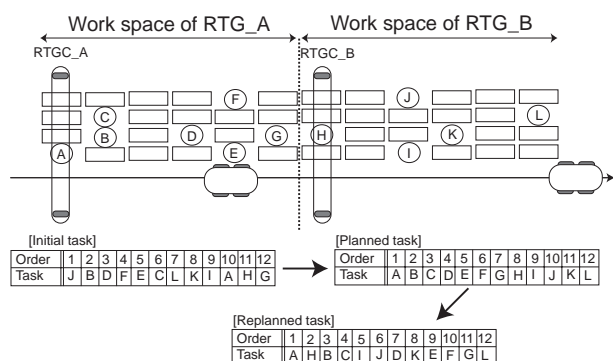 Work space of RTG_A Work space of RTG_B
RTGC_A RTGC_B
F J
C L
B D G H K
A E I
[Initial task]
Order 1 2 3 4 5 6 7 8 9 10 11 12
Task J B D F E C L K I A H G
[Planned task]
Order 1 2 3 4 5 6 7 8 9 10 11 12
Task A B C D E F G H I J K L
[Replanned task]
Order 1 2 3 4 5 6 7 8 9 10 11 12
Task A H B C I J D K E F G L